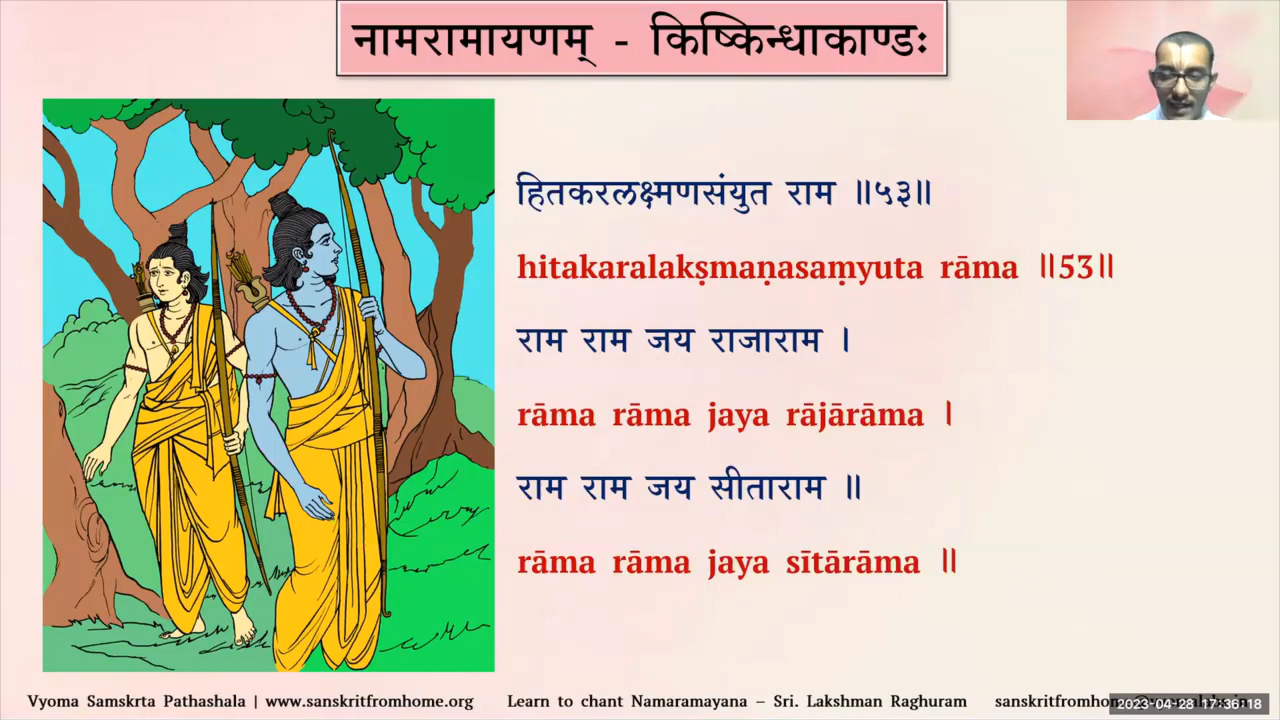 नामरामायणम् - किष्किन्धाकाण्डः
हितकरलक्ष्मणसंयुत राम ॥५३॥
hitakaralakṣmaṇasaṃyuta rāma ॥53॥
राम राम जय राजाराम ।
rāma rāma jaya rājārāma ।
राम राम जय सीताराम ॥
rāma rāma jaya sītārāma ॥
Vyoma Samskrta Pathashala | www.sanskritfromhome.org Learn to chant Namaramayana – Sri. Lakshman Raghuram
2023-04-28 17:36:18